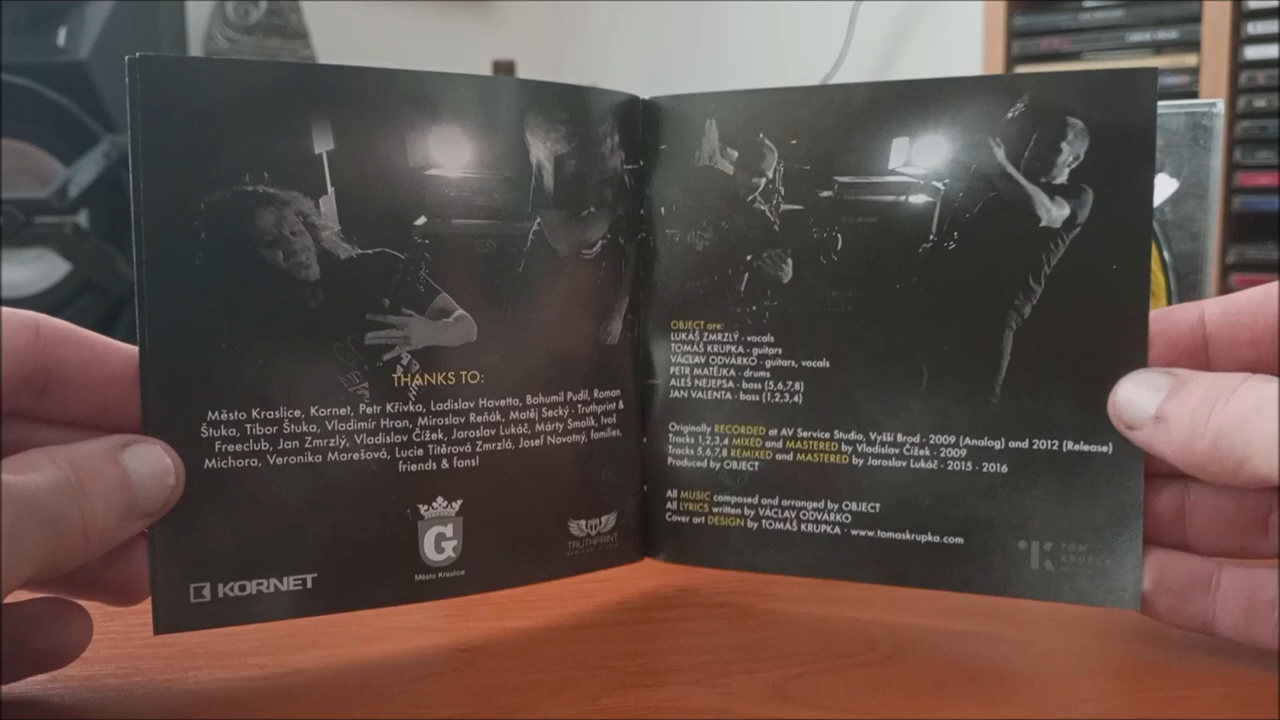 THANKS TO:
Město Kraslice, Kornet, Petr Křivka, Ladislav Havetta, Bohumil Pudil, Roman
Štuka, Tibor Štuka, Vladimír Hran, Miroslav Reňák, Matěj Secký - Truthprint &
Freeclub, Jan Zmrzlý, Vladislav Čížek, Jaroslav Lukáč, Márty Smolík, Ivoš
Michora, Veronika Marešová, Lucie Titěrová Zmrzlá, Josef Novotný, families,
friends & fans!
KORNET
G
Město Kraslice
TRUTHPRINT
OBJECT are:
LUKÁŠ ZMRZLÝ - vocals
TOMÁŠ KRUPKA - guitars
VÁCLAV ODVÁRKO - guitars, vocals
PETR MATĚJKA - drums
ALEŠ NEJEPSA - bass (5,6,7,8)
JAN VALENTA - bass (1,2,3,4)
Originally RECORDED at AV Service Studio, Vyšší Brod - 2009 (Analog) and 2012 (Release)
Tracks 1,2,3,4 MIXED and MASTERED by Vladislav Čížek - 2009
Tracks 5,6,7,8 REMIXED and MASTERED by Jaroslav Lukáč - 2015 - 2016
Produced by OBJECT
All MUSIC composed and arranged by OBJECT
All LYRICS written by VÁCLAV ODVÁRKO
Cover art DESIGN by TOMÁŠ KRUPKA · www.tomaskrupka.com
TOM
KRUPKA